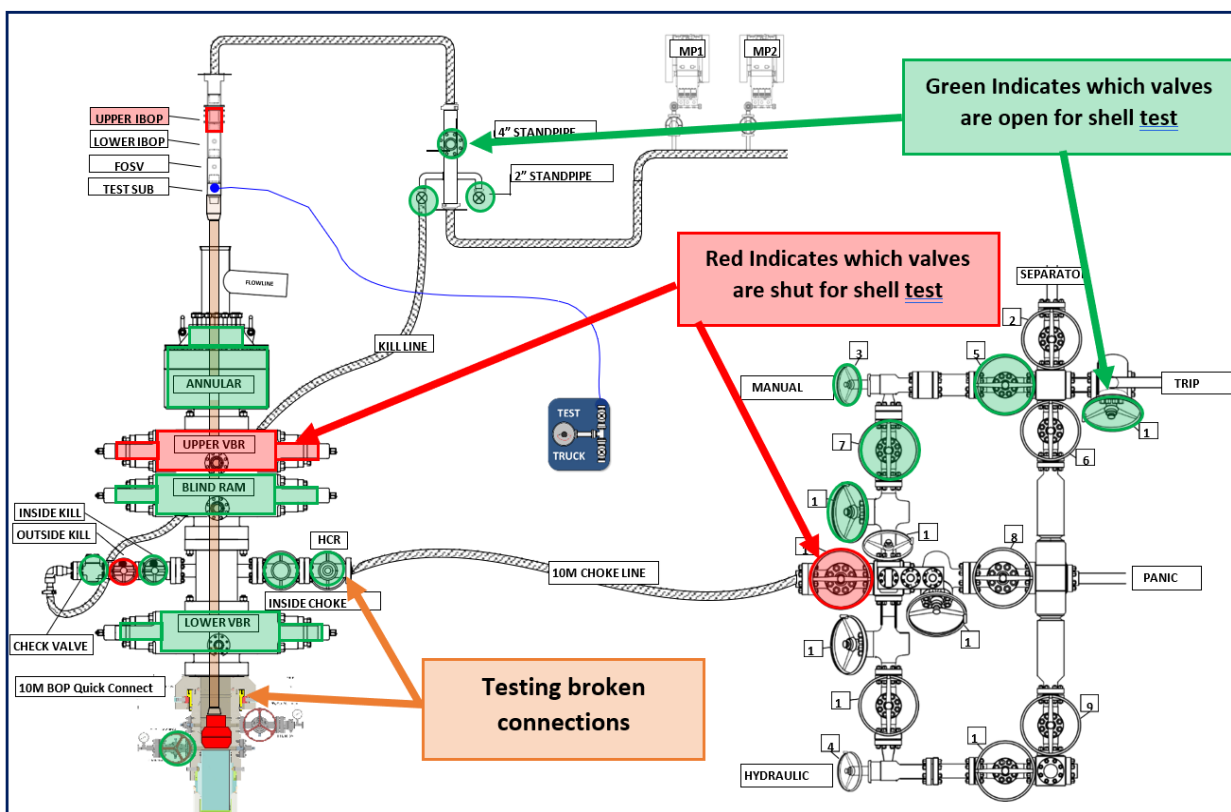 MP1
MP2
Green Indicates which valves
are open for shell test
UPPER IBOP
LOWER IBOP
FOSV
TEST SUB
4" STANDPIPE
2" STANDPIPE
Red Indicates which valves
are shut for shell test
FLOWLINE
SEPARATOR
2
KILL LINE
3
5
MANUAL
TRIP
ANNULAR
1
TEST
TRUCK
UPPER VBR
7
6
BLIND RAM
INSIDE KILL
OUTSIDE KILL
1
HCR
1
1
8
10M CHOKE LINE
PANIC
INSIDE CHOKE
LOWER VBR
CHECK VALVE
1
1
10M BOP Quick Connect
Testing broken
connections
1
9
1
4
HYDRAULIC